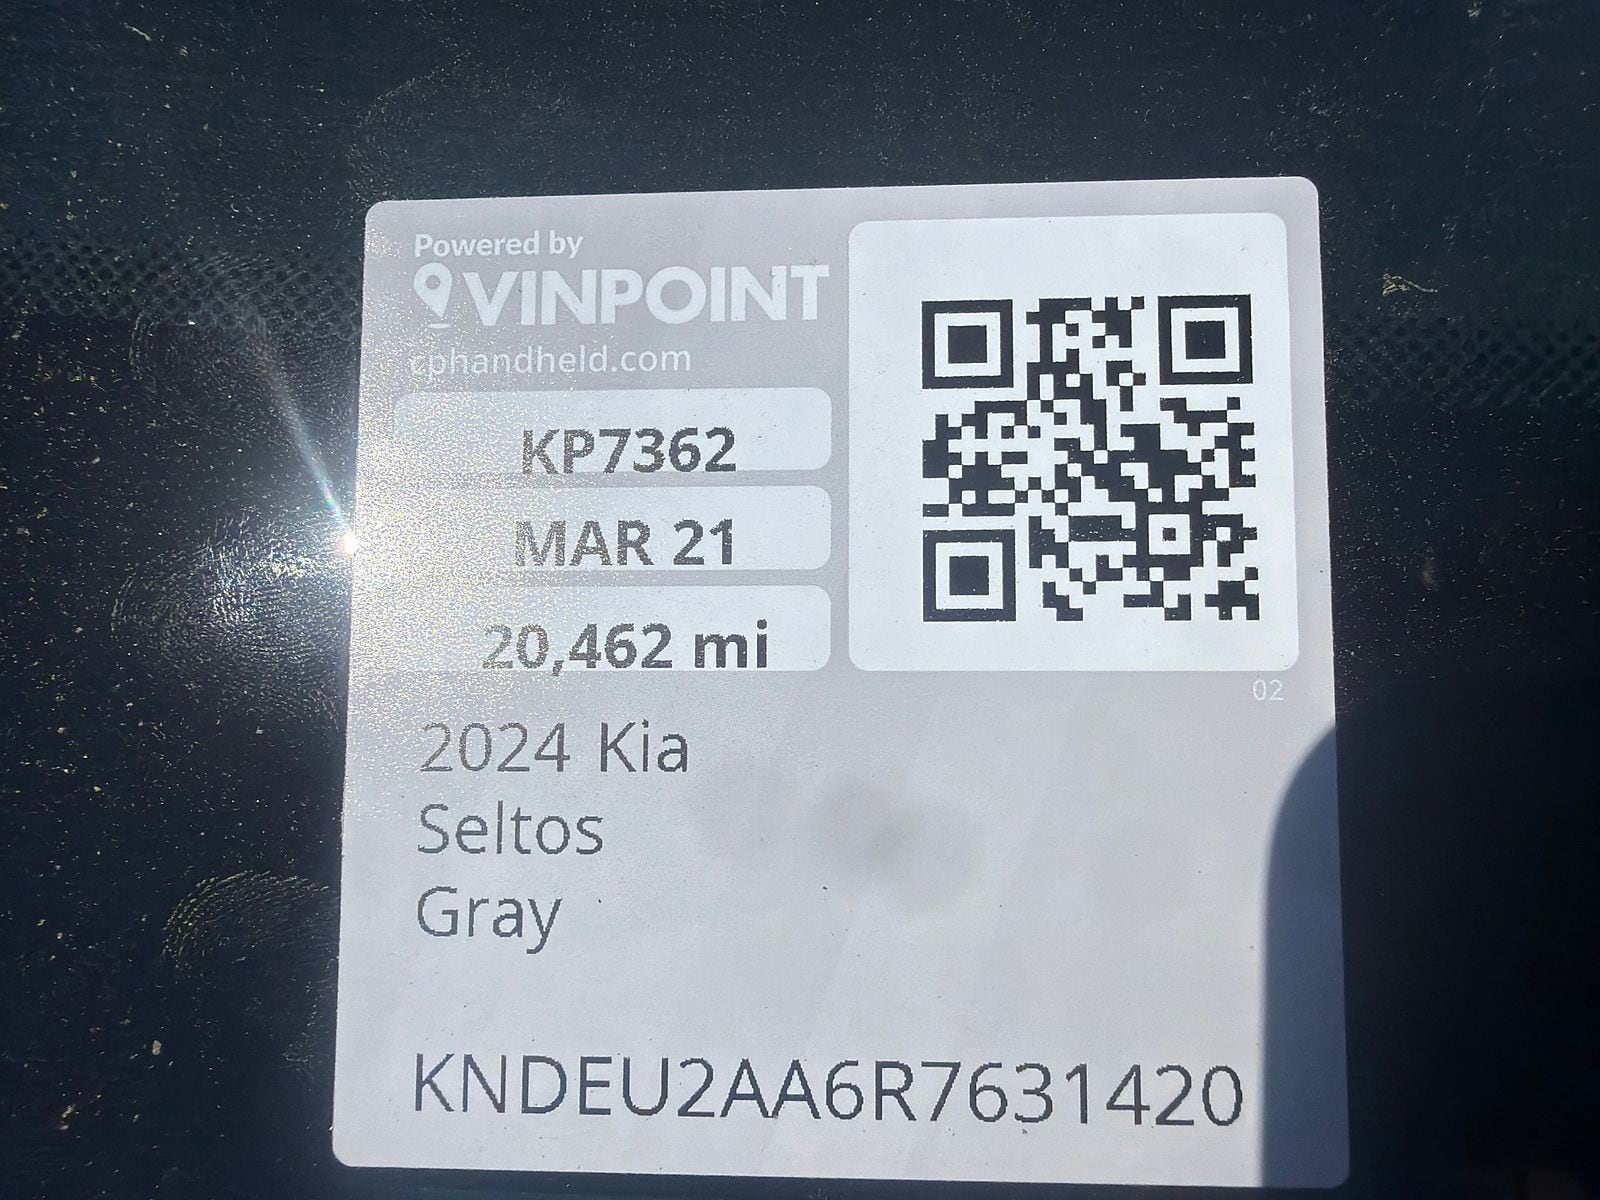 Powered by
VINPOINT
cphandheld.com
KP7362
MAR 21
20,462 mi
02
2024 Kia
Seltos
Gray
KNDEU2AA6R7631420